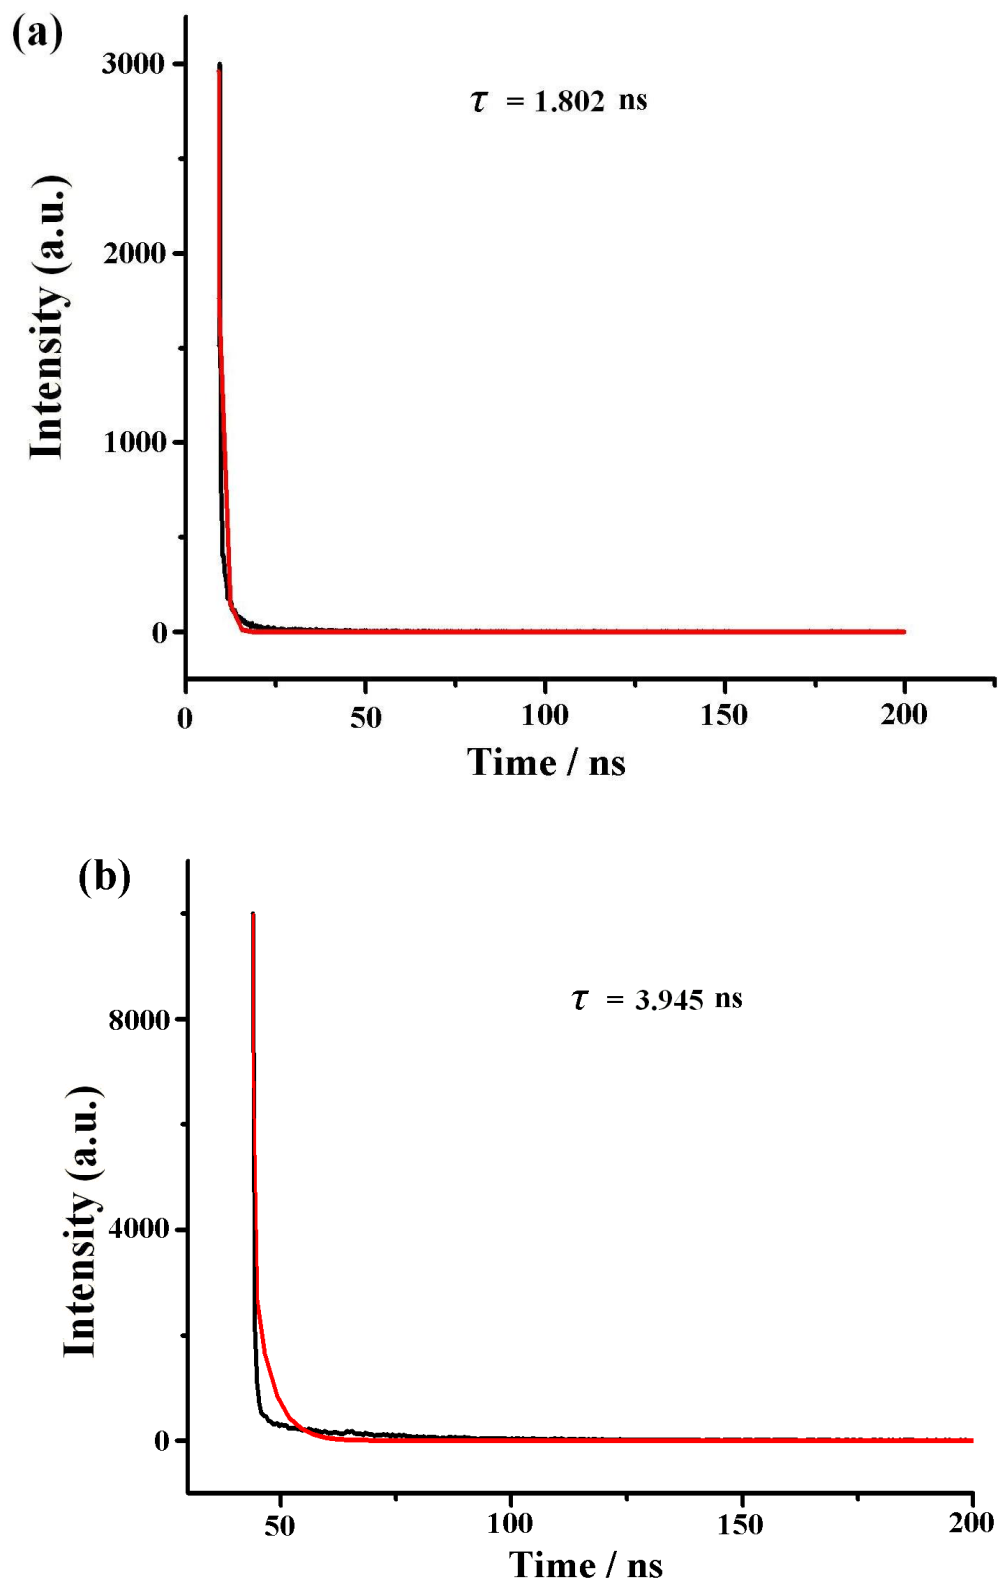 (a)
3000
τ = 1.802 ns
2000
1000
0
Intensity (a.u.)
0 50 100 150 200
Time / ns
(b)
τ = 3.945 ns
8000
4000
0
Intensity (a.u.)
50 100 150 200
Time / ns